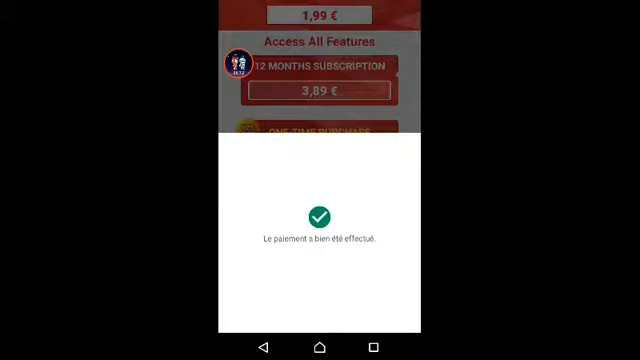 1,99 €
Access All Features
12 MONTHS SUBSCRIPTION
3,89 €
ONE-TIME PURCHASE
Le paiement a bien été effectué.